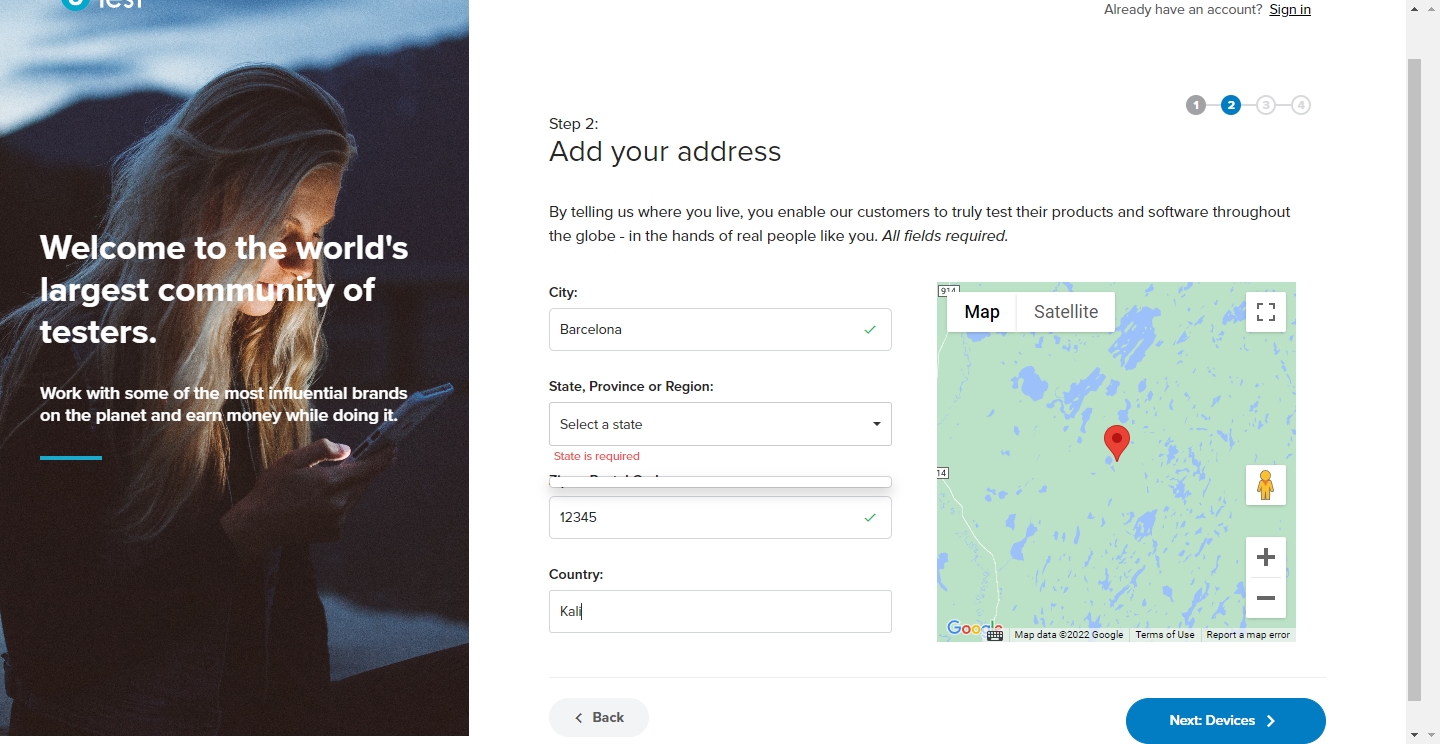 Test
Already have an account? Sign in
1 2 3 4
Step 2:
Add your address
By telling us where you live, you enable our customers to truly test their products and software throughout
the globe - in the hands of real people like you. All fields required.
Welcome to the world's
largest community of
testers.
Work with some of the most influential brands
on the planet and earn money while doing it.
City:
Barcelona
State, Province or Region:
Select a state
State is required
12345
Country:
Kali
914
Map Satellite
14
Google
Map data ©2022 Google Terms of Use Report a map error
Back
Next: Devices